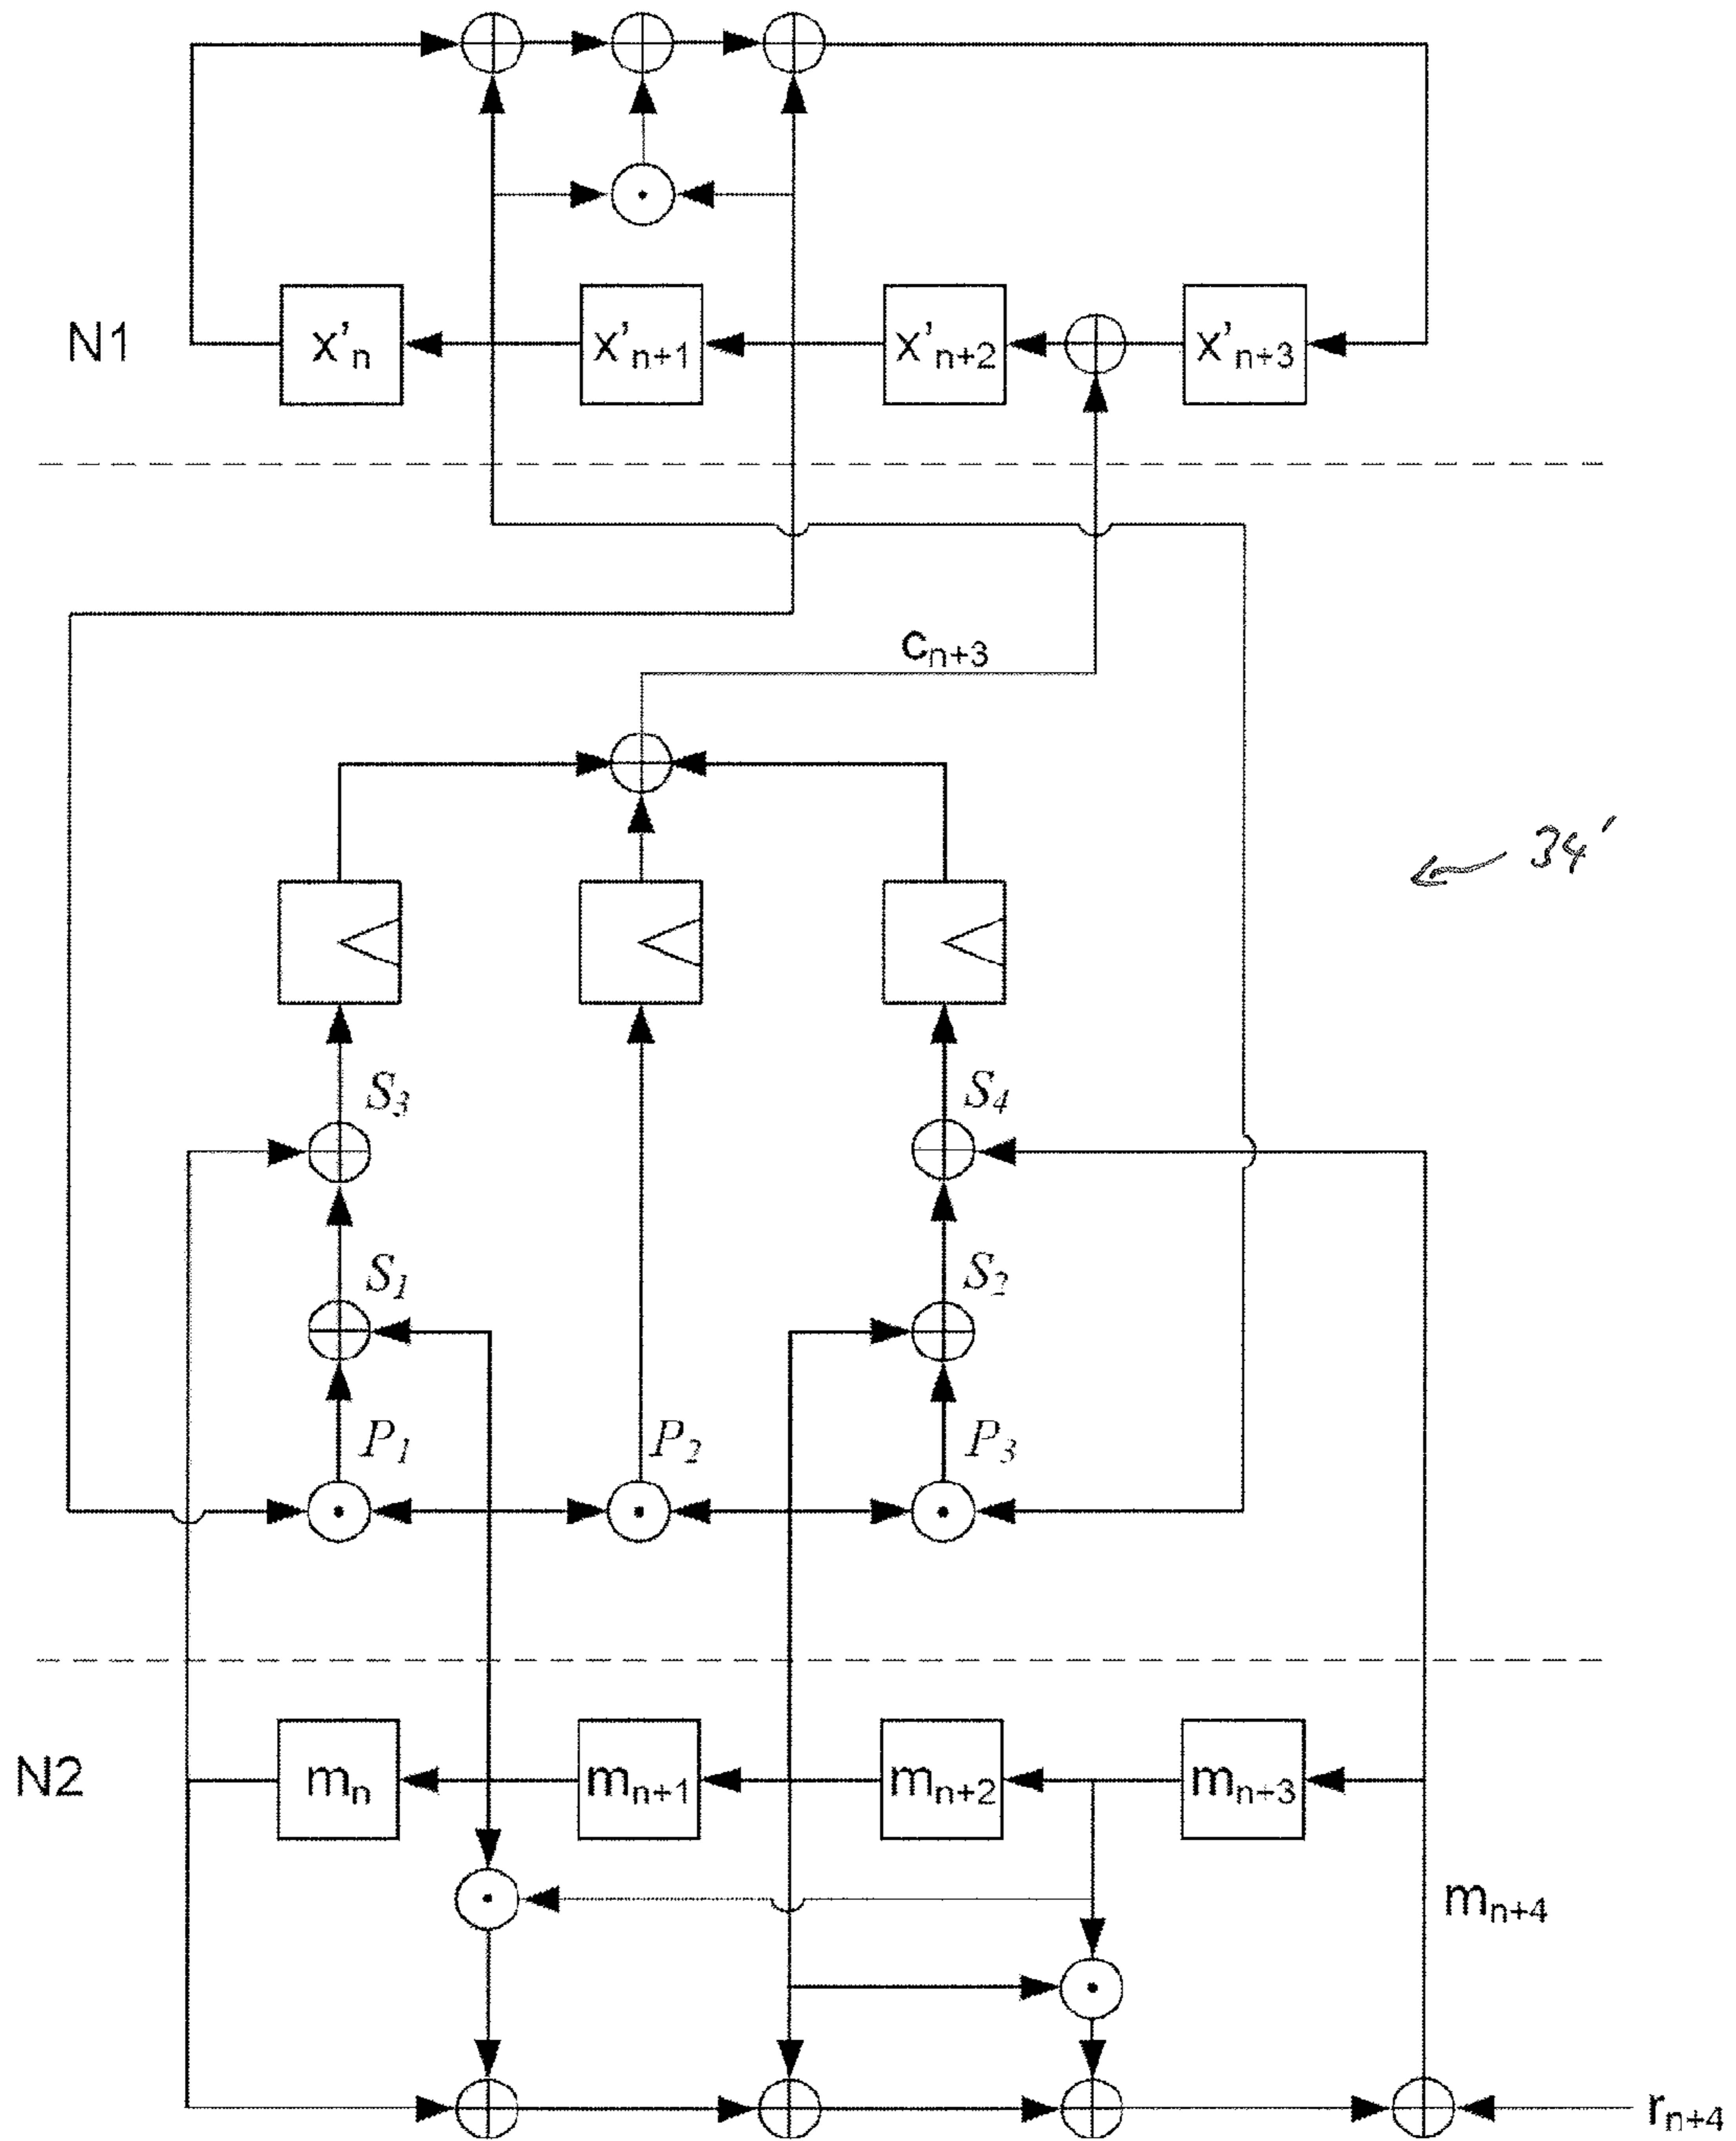 N1
x'n x'n+1 x'n+2 x'n+3
cn+3
34'
S3 S4
S1 S2
P1 P2 P3
N2
mn mn+1 mn+2 mn+3
mn+4
rn+4